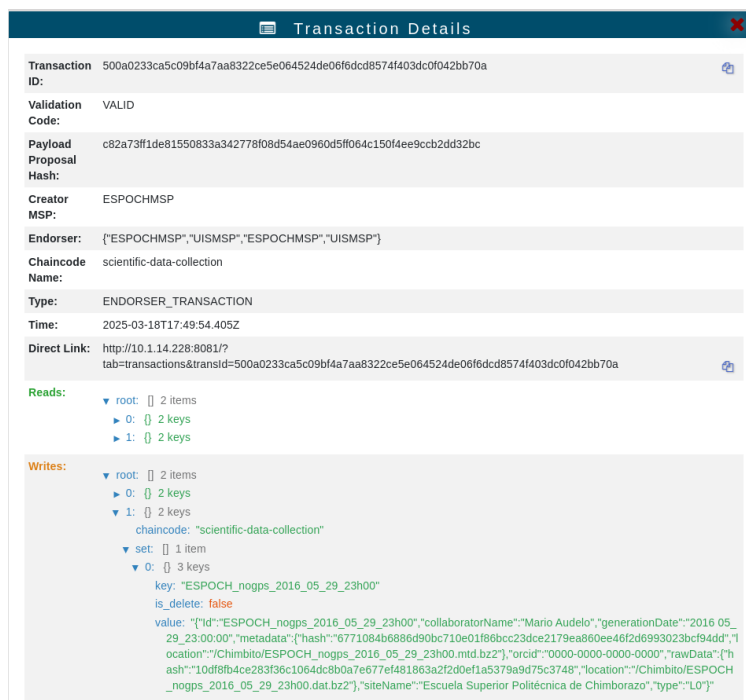 Transaction Details
Transaction 500a0233ca5c09bf4a7aa8322ce5e064524de06f6dcd8574f403dc0f042bb70a
ID:
Validation VALID
Code:
Payload c82a73ff1de81550833a342778f08d54ae0960d5ff064c150f4ee9ccb2dd32bc
Proposal
Hash:
Creator ESPOCHMSP
MSP:
Endorser: {"ESPOCHMSP","UISMSP","ESPOCHMSP","UISMSP"}
Chaincode scientific-data-collection
Name:
Type: ENDORSER_TRANSACTION
Time: 2025-03-18T17:49:54.405Z
Direct Link: http://10.1.14.228:8081/?
tab=transactions&transId=500a0233ca5c09bf4a7aa8322ce5e064524de06f6dcd8574f403dc0f042bb70a
Reads:
▼ root: [] 2 items
► 0: {} 2 keys
► 1: {} 2 keys
Writes:
▼ root: [] 2 items
► 0: {} 2 keys
▼ 1: {} 2 keys
chaincode: "scientific-data-collection"
▼ set: [] 1 item
▼ 0: {} 3 keys
key: "ESPOCH_nogps_2016_05_29_23h00"
is_delete: false
value: "{"Id":"ESPOCH_nogps_2016_05_29_23h00","collaboratorName":"Mario Audelo","generationDate":"2016 05_
29_23:00:00","metadata":{"hash":"6771084b6886d90bc710e01f86bcc23dce2179ea860ee46f2d6993023bcf94dd","l
ocation":"/Chimbito/ESPOCH_nogps_2016_05_29_23h00.mtd.bz2"},"orcid":"0000-0000-0000-0000","rawData":{"h
ash":"10df8fb4ce283f36c1064dc8b0a7e677ef481863a2f2d0ef1a5379a9d75c3748","location":"/Chimbito/ESPOCH
_nogps_2016_05_29_23h00.dat.bz2"},"siteName":"Escuela Superior Politécnica de Chimborazo","type":"L0"}"